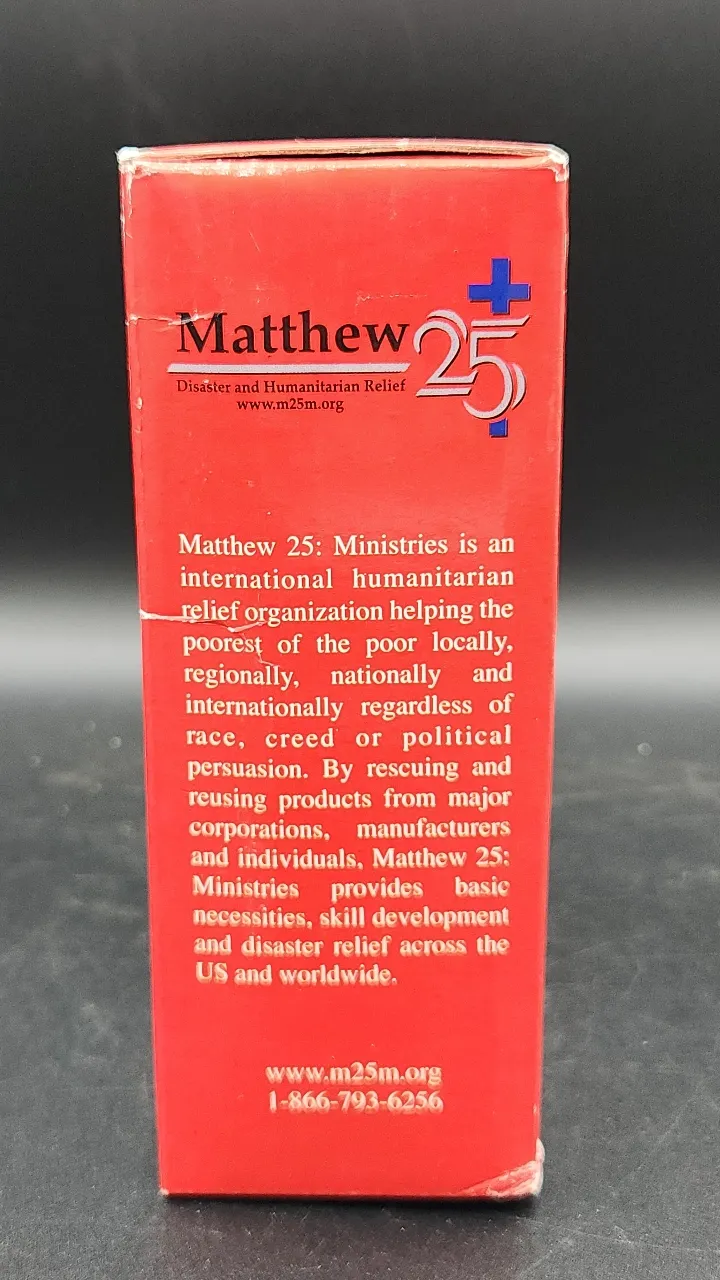 Matthew 25
Disaster and Humanitarian Relief
www.m25m.org
Matthew 25: Ministries is an
international humanitarian
relief organization helping the
poorest of the poor locally,
regionally, nationally and
internationally regardless of
race, creed or political
persuasion. By rescuing and
reusing products from major
corporations, manufacturers
and individuals, Matthew 25:
Ministries provides basic
necessities, skill development
and disaster relief across the
US and worldwide.
www.m25m.org
1-866-793-6256